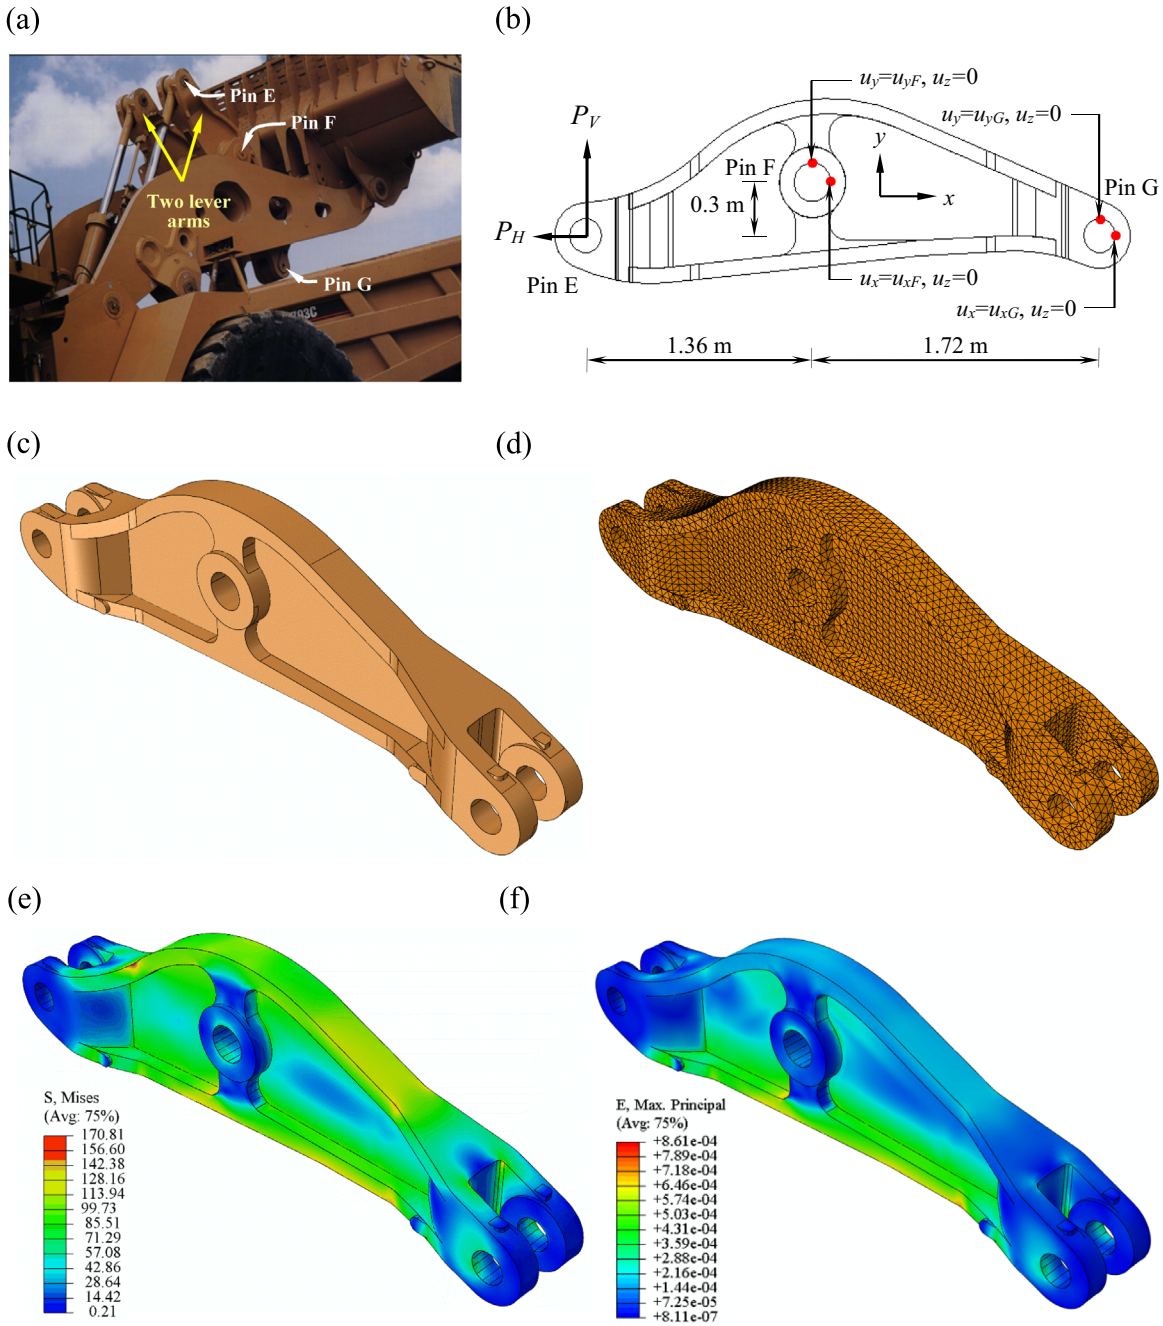 (a)
Pin E
Pin F
Two lever
arms
Pin G
(b)
u_y=u_yF, u_z=0
u_y=u_yG, u_z=0
P_V
Pin F
y
x
0.3 m
Pin G
P_H
Pin E
u_x=u_xF, u_z=0
u_x=u_xG, u_z=0
1.36 m
1.72 m
(c)
(d)
(e)
S, Mises
(Avg: 75%)
170.81
156.60
142.38
128.16
113.94
99.73
85.51
71.29
57.08
42.86
28.64
14.42
0.21
(f)
E, Max. Principal
(Avg: 75%)
+8.61e-04
+7.89e-04
+7.18e-04
+6.46e-04
+5.74e-04
+5.03e-04
+4.31e-04
+3.59e-04
+2.88e-04
+2.16e-04
+1.44e-04
+7.25e-05
+8.11e-07